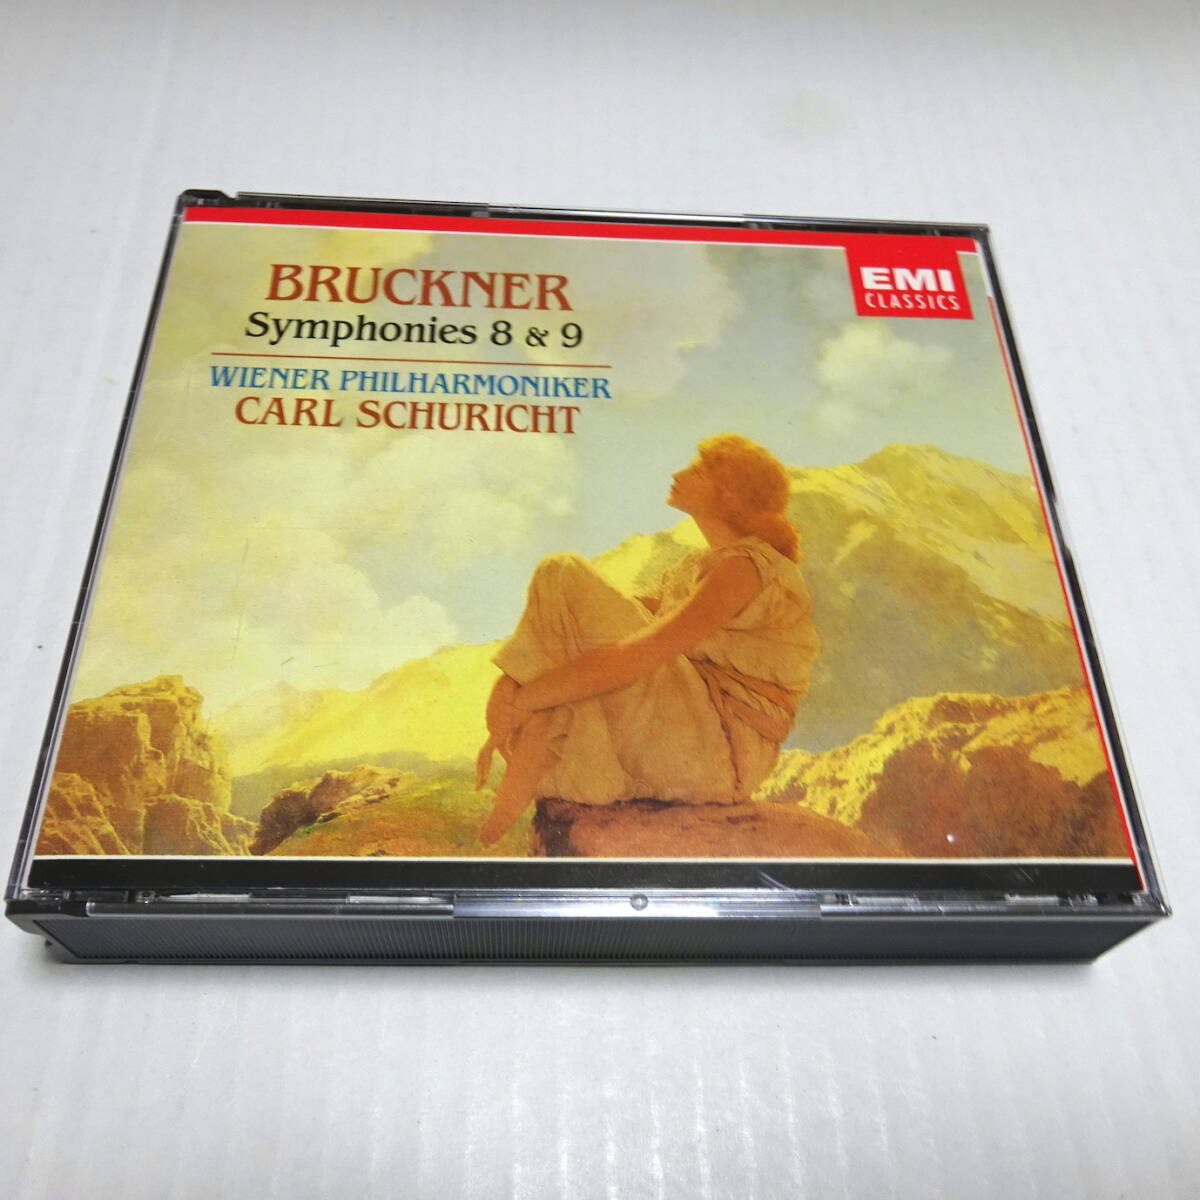 BRUCKNER
Symphonies 8 & 9
WIENER PHILHARMONIKER
CARL SCHURICHT
EMI
CLASSICS